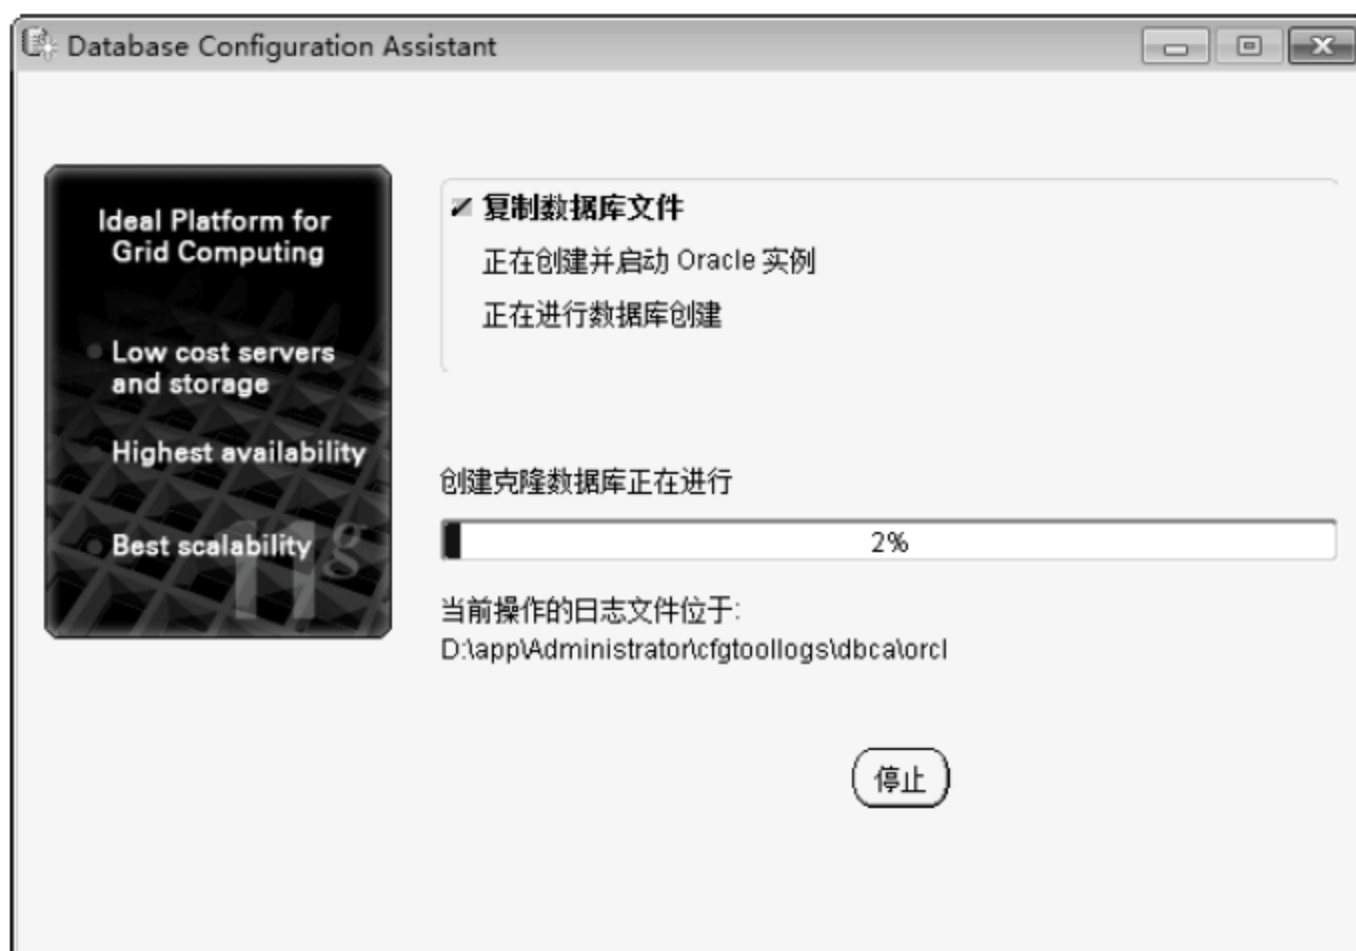 Database Configuration Assistant
Ideal Platform for
Grid Computing
Low cost servers
and storage
Highest availability
Best scalability
11g
复制数据库文件
正在创建并启动 Oracle 实例
正在进行数据库创建
创建克隆数据库正在进行
2%
当前操作的日志文件位于:
D:\app\Administrator\cfgtoollogs\dbca\orcl
停止